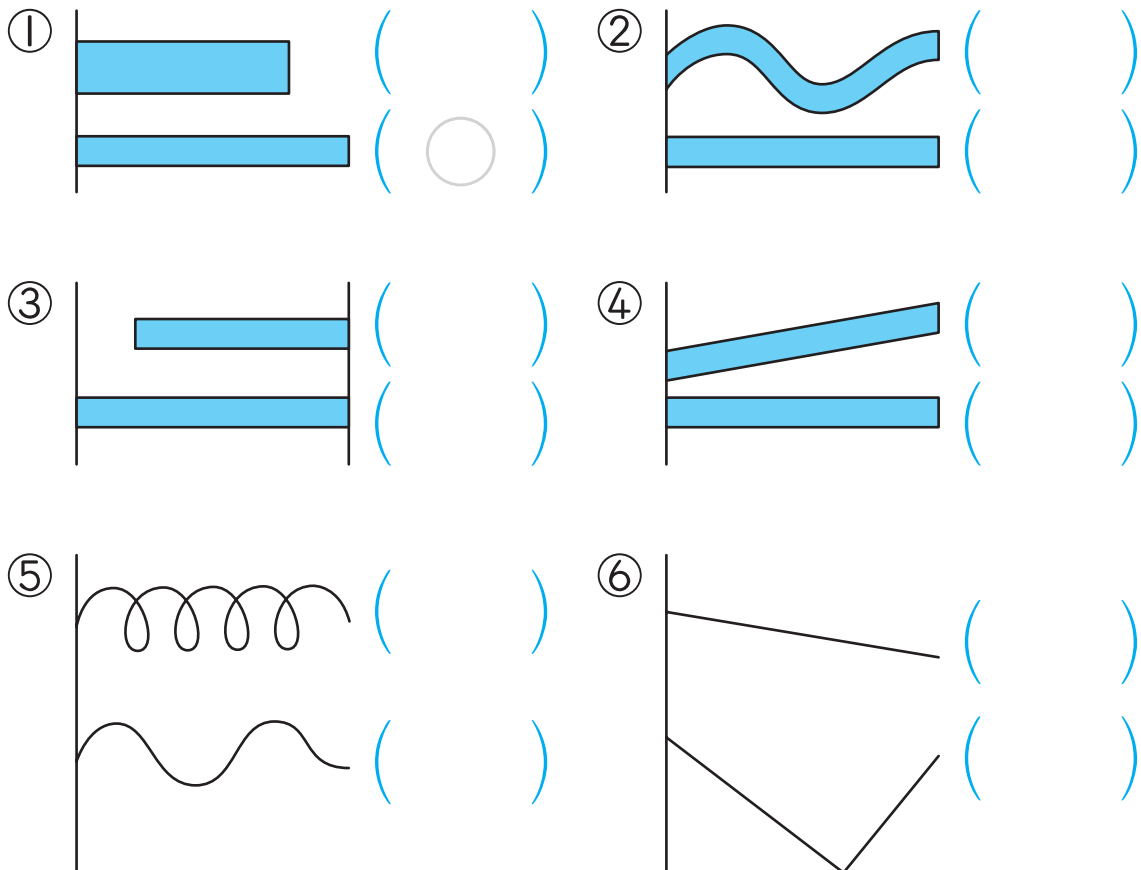 ① ( ) ② ( )
(○) ( )
③ ( ) ④ ( )
( ) ( )
⑤ ( ) ⑥ ( )
( ) ( )